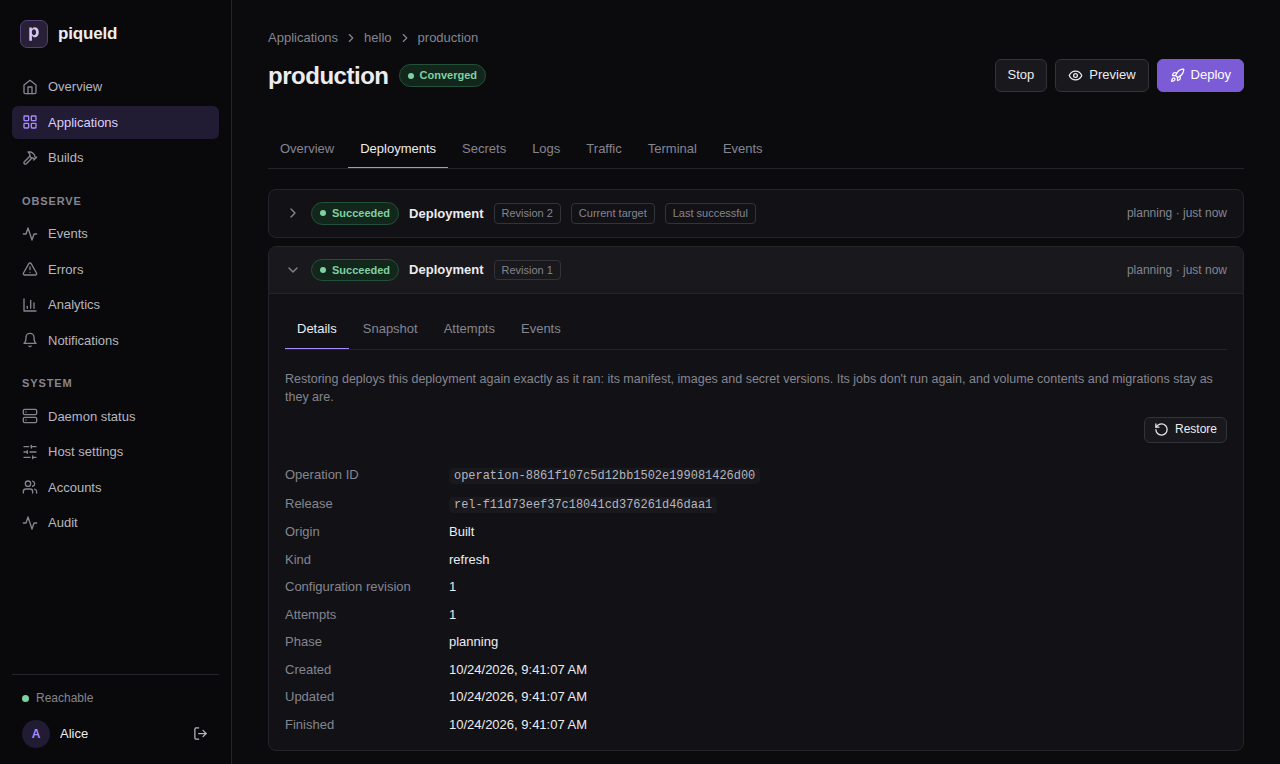 piqueld
Overview
Applications
Builds
OBSERVE
Events
Errors
Analytics
Notifications
SYSTEM
Daemon status
Host settings
Accounts
Audit
Reachable
A Alice
Applications > hello > production
production Converged
Stop Preview Deploy
Overview Deployments Secrets Logs Traffic Terminal Events
Succeeded Deployment Revision 2 Current target Last successful planning · just now
Succeeded Deployment Revision 1 planning · just now
Details Snapshot Attempts Events
Restoring deploys this deployment again exactly as it ran: its manifest, images and secret versions. Its jobs don't run again, and volume contents and migrations stay as
they are.
Restore
Operation ID operation-8861f107c5d12bb1502e199081426d00
Release rel-f11d73eef37c18041cd376261d46daa1
Origin Built
Kind refresh
Configuration revision 1
Attempts 1
Phase planning
Created 10/24/2026, 9:41:07 AM
Updated 10/24/2026, 9:41:07 AM
Finished 10/24/2026, 9:41:07 AM